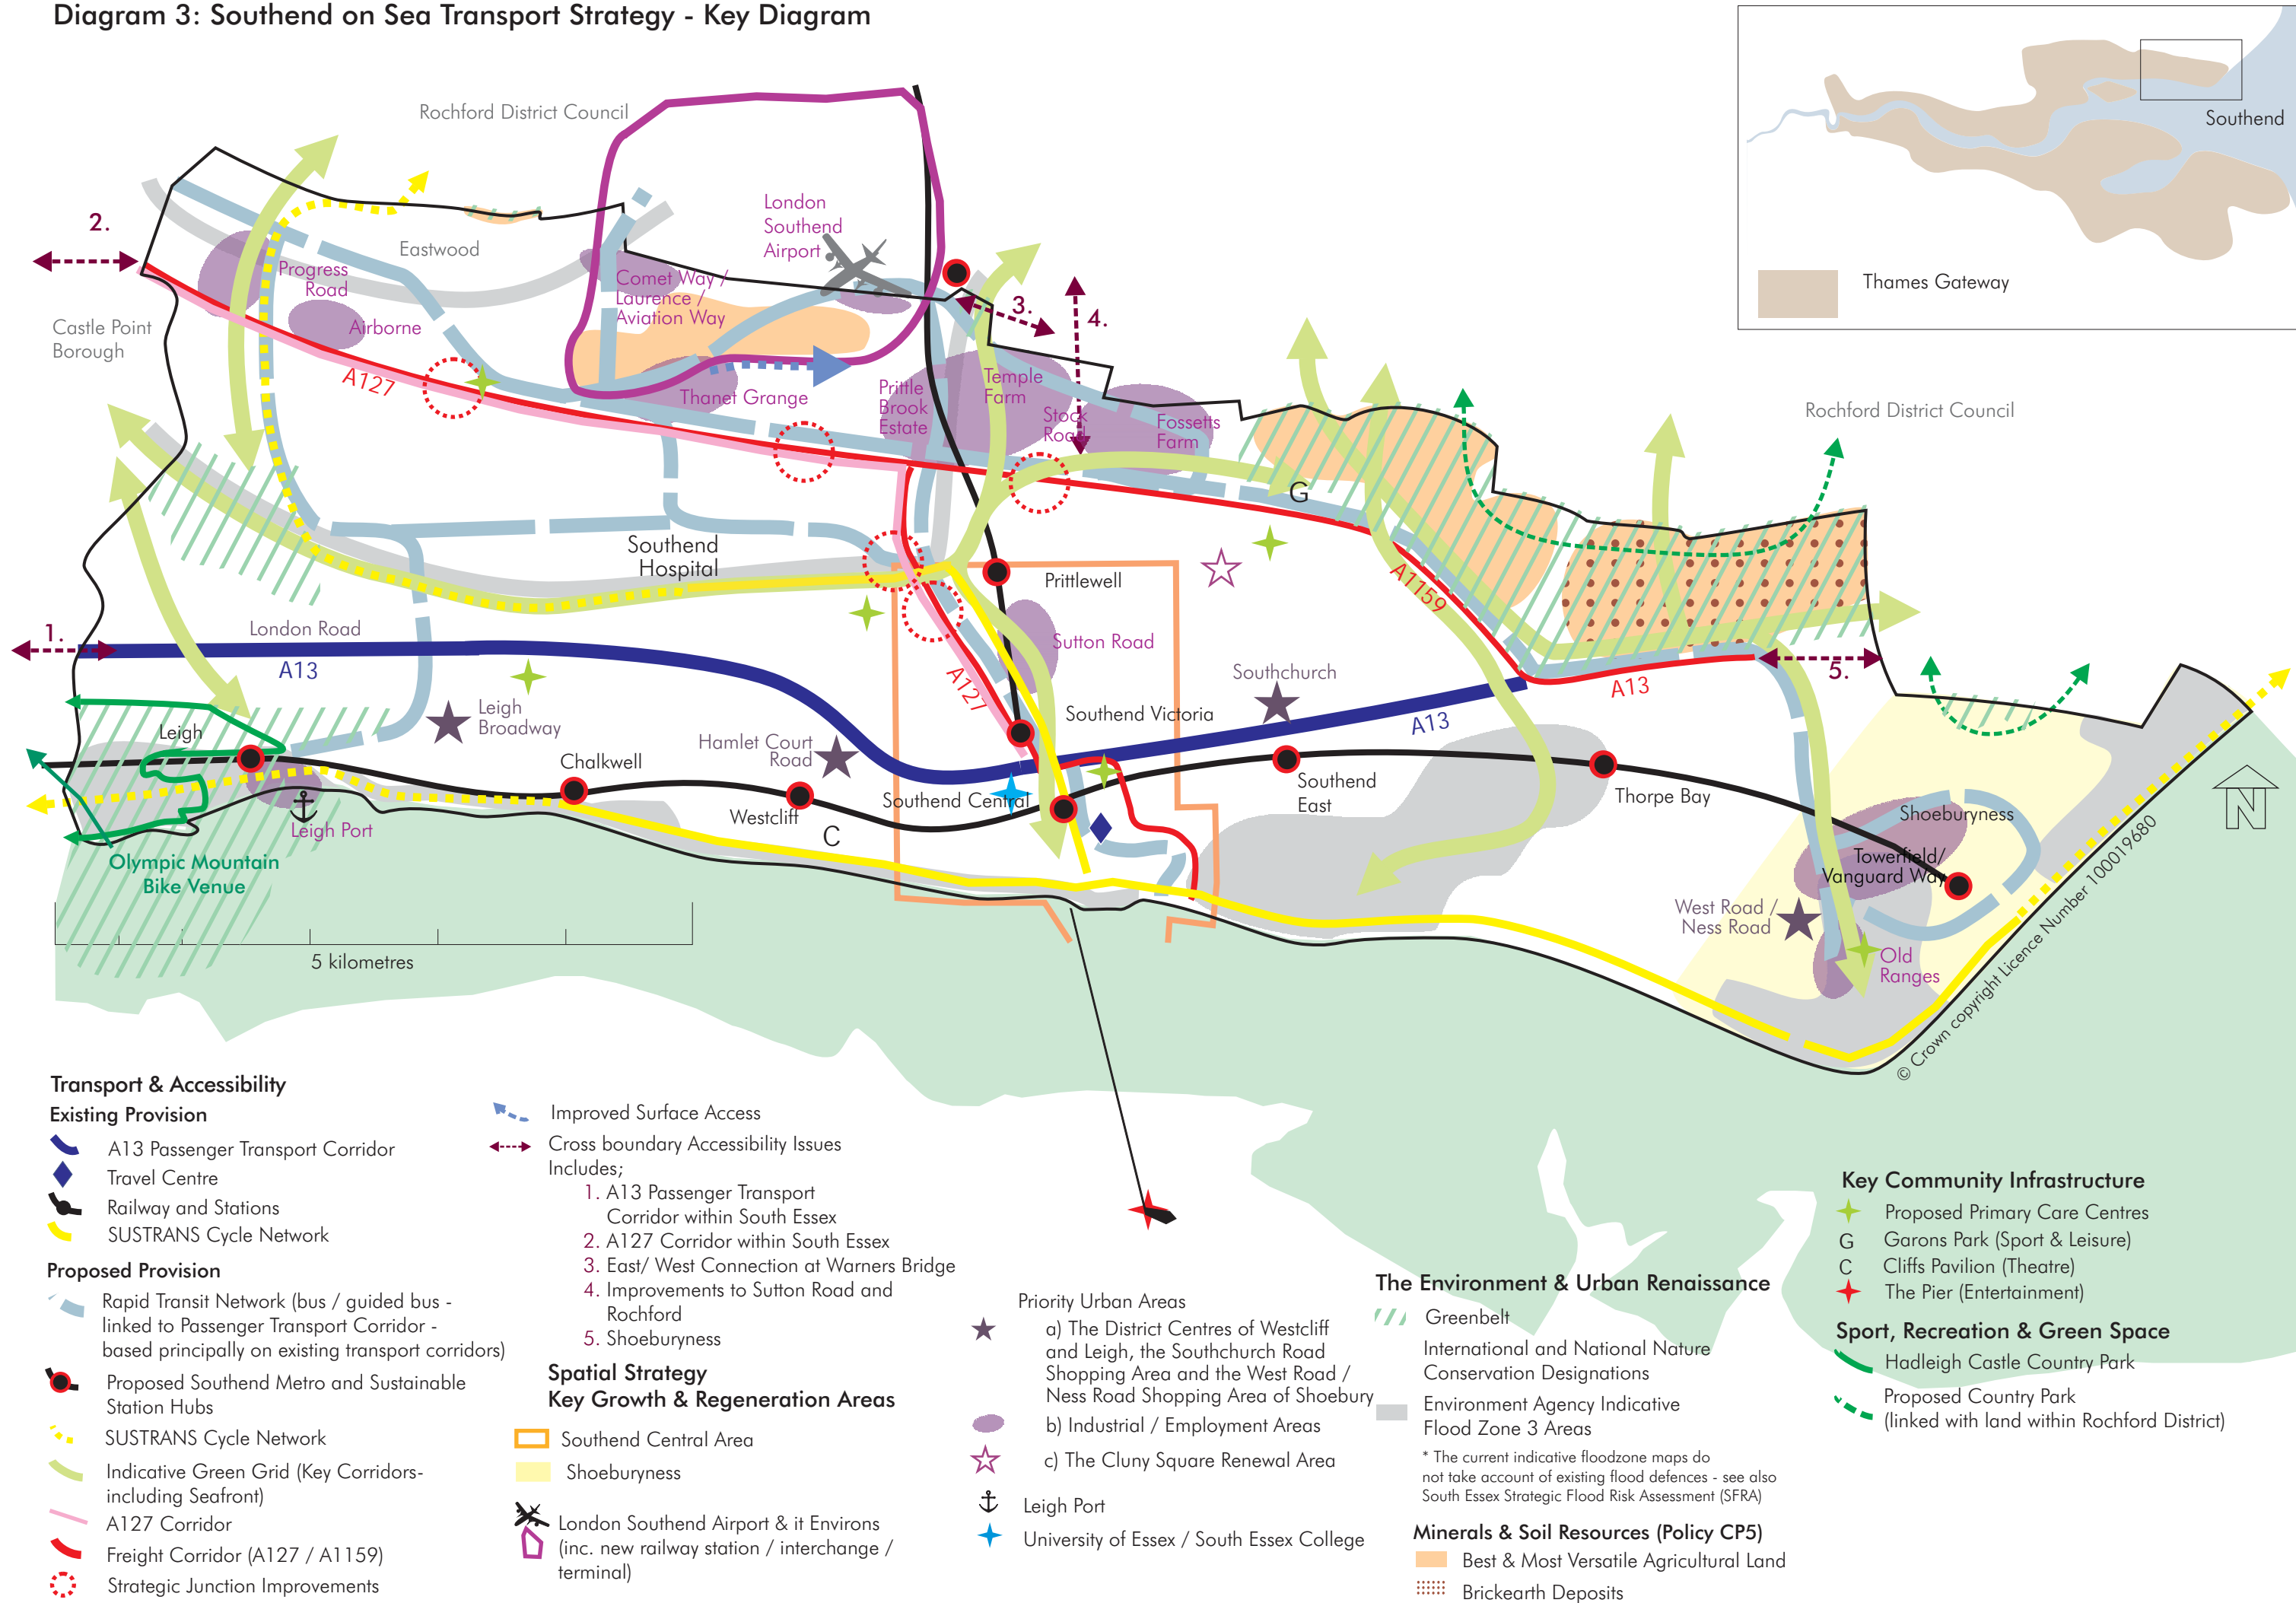 Diagram 3: Southend on Sea Transport Strategy - Key Diagram
Southend
Thames Gateway
Rochford District Council
London
Southend
Airport
2.
Eastwood
Progress
Road
Comet Way /
Laurence /
Aviation Way
3.
4.
Castle Point
Borough
Airborne
A127
Thanet Grange
Prittle
Brook
Estate
Temple
Farm
Stock
Road
Fossetts
Farm
Rochford District Council
G
Southend
Hospital
Prittlewell
A1159
1.
London Road
A13
Sutton Road
A127
Southchurch
5.
A13
Leigh
Leigh
Broadway
Southend Victoria
A13
Hamlet Court
Road
Chalkwell
Southend Central
Southend
East
Thorpe Bay
Westcliff
C
Shoeburyness
Leigh Port
Towerfield/
Vanguard Way
Olympic Mountain
Bike Venue
West Road /
Ness Road
Old
Ranges
5 kilometres
© Crown copyright Licence Number 100019680
N
Transport & Accessibility
Existing Provision
A13 Passenger Transport Corridor
Travel Centre
Railway and Stations
SUSTRANS Cycle Network
Proposed Provision
Rapid Transit Network (bus / guided bus -
linked to Passenger Transport Corridor -
based principally on existing transport corridors)
Proposed Southend Metro and Sustainable
Station Hubs
SUSTRANS Cycle Network
Indicative Green Grid (Key Corridors-
including Seafront)
A127 Corridor
Freight Corridor (A127 / A1159)
Strategic Junction Improvements
Improved Surface Access
Cross boundary Accessibility Issues
Includes;
1. A13 Passenger Transport
Corridor within South Essex
2. A127 Corridor within South Essex
3. East/ West Connection at Warners Bridge
4. Improvements to Sutton Road and
Rochford
5. Shoeburyness
Spatial Strategy
Key Growth & Regeneration Areas
Southend Central Area
Shoeburyness
London Southend Airport & it Environs
(inc. new railway station / interchange /
terminal)
Priority Urban Areas
a) The District Centres of Westcliff
and Leigh, the Southchurch Road
Shopping Area and the West Road /
Ness Road Shopping Area of Shoebury
b) Industrial / Employment Areas
c) The Cluny Square Renewal Area
Leigh Port
University of Essex / South Essex College
The Environment & Urban Renaissance
Greenbelt
International and National Nature
Conservation Designations
Environment Agency Indicative
Flood Zone 3 Areas
* The current indicative floodzone maps do
not take account of existing flood defences - see also
South Essex Strategic Flood Risk Assessment (SFRA)
Minerals & Soil Resources (Policy CP5)
Best & Most Versatile Agricultural Land
Brickearth Deposits
Key Community Infrastructure
Proposed Primary Care Centres
G Garons Park (Sport & Leisure)
C Cliffs Pavilion (Theatre)
The Pier (Entertainment)
Sport, Recreation & Green Space
Hadleigh Castle Country Park
Proposed Country Park
(linked with land within Rochford District)